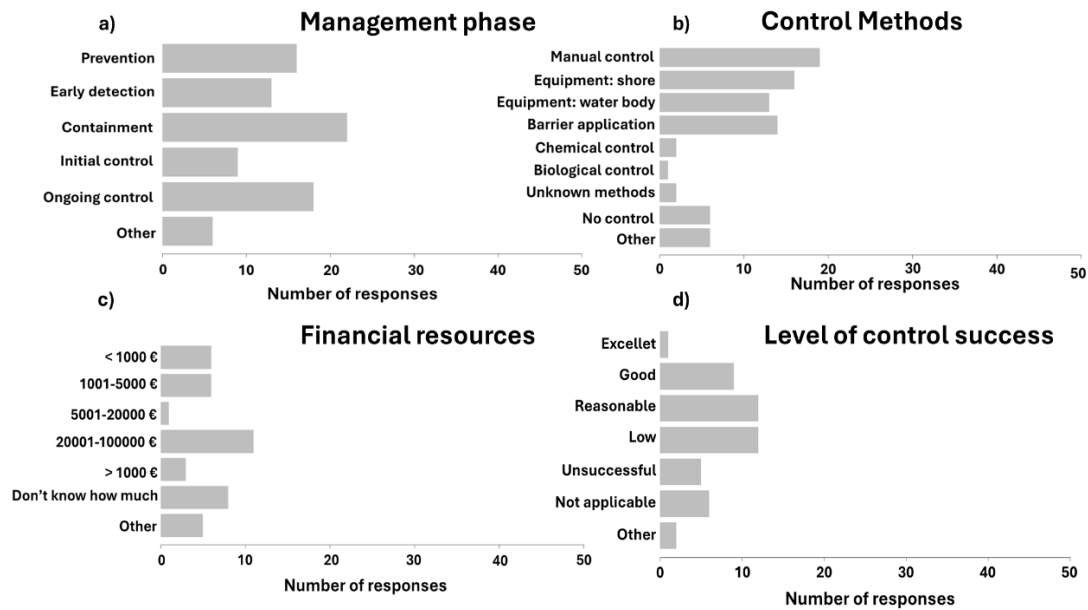 a)
Management phase
Prevention
Early detection
Containment
Initial control
Ongoing control
Other
0 10 20 30 40 50
Number of responses
b)
Control Methods
Manual control
Equipment: shore
Equipment: water body
Barrier application
Chemical control
Biological control
Unknown methods
No control
Other
0 10 20 30 40 50
Number of responses
c)
Financial resources
< 1000 €
1001-5000 €
5001-20000 €
20001-100000 €
> 1000 €
Don't know how much
Other
0 10 20 30 40 50
Number of responses
d)
Level of control success
Excellet
Good
Reasonable
Low
Unsuccessful
Not applicable
Other
0 10 20 30 40 50
Number of responses